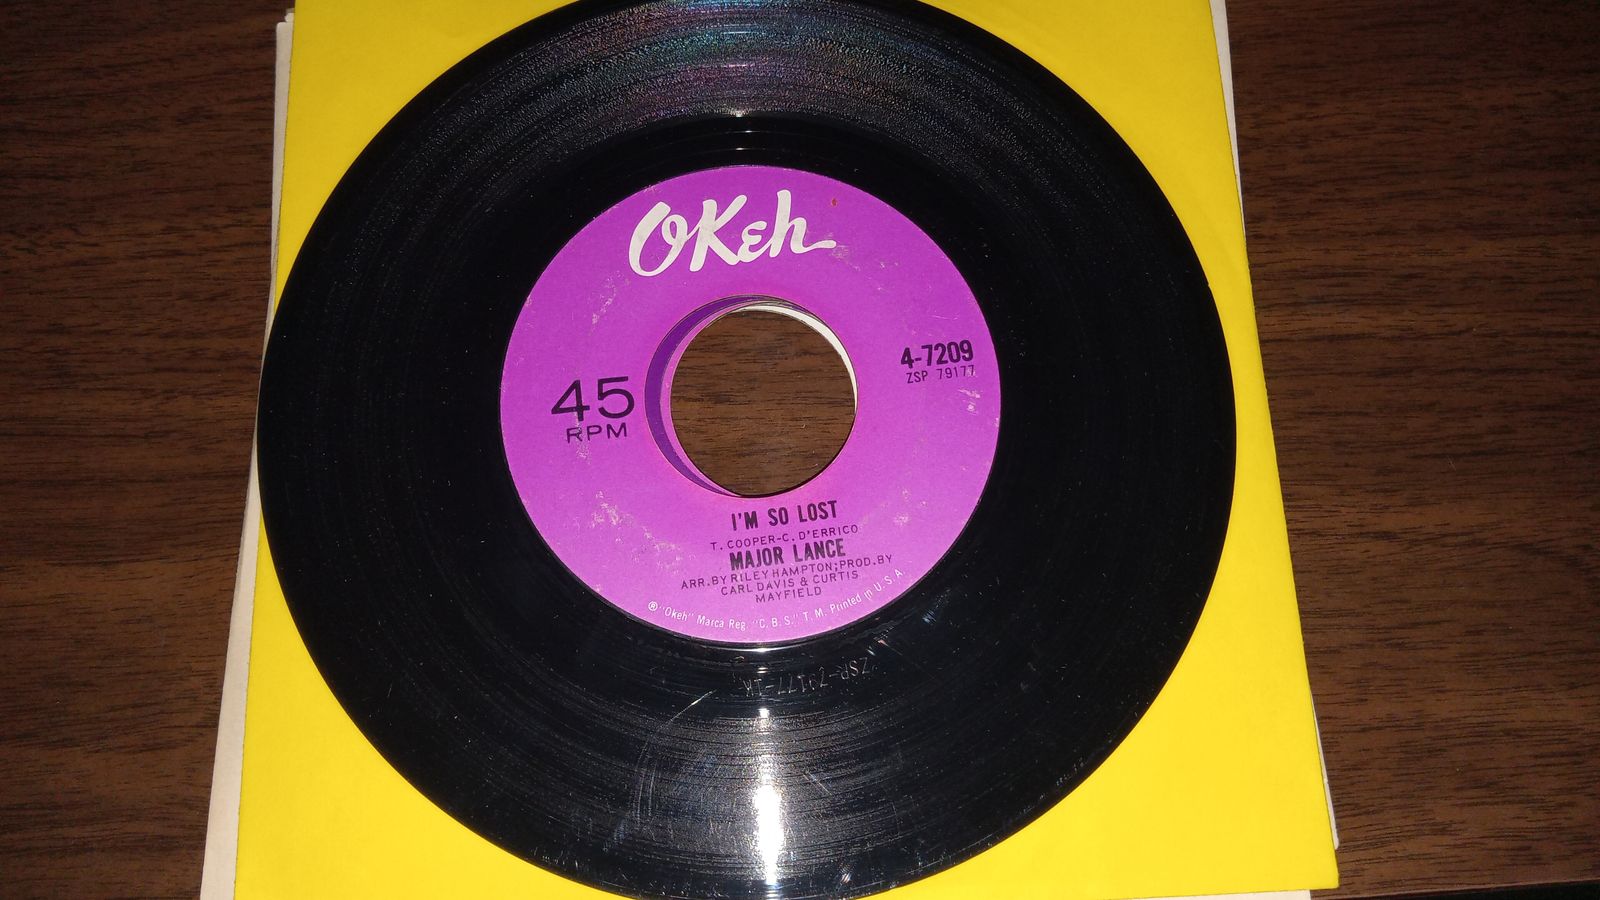 OKeh
4-7209
ZSP 79177
45
RPM
I'M SO LOST
T. COOPER-C. D'ERRICO
MAJOR LANCE
ARR. BY RILEY HAMPTON; PROD. BY
CARL DAVIS & CURTIS
MAYFIELD
® "Okeh" Marca Reg. "C. B. S." T. M. Printed in U. S. A.